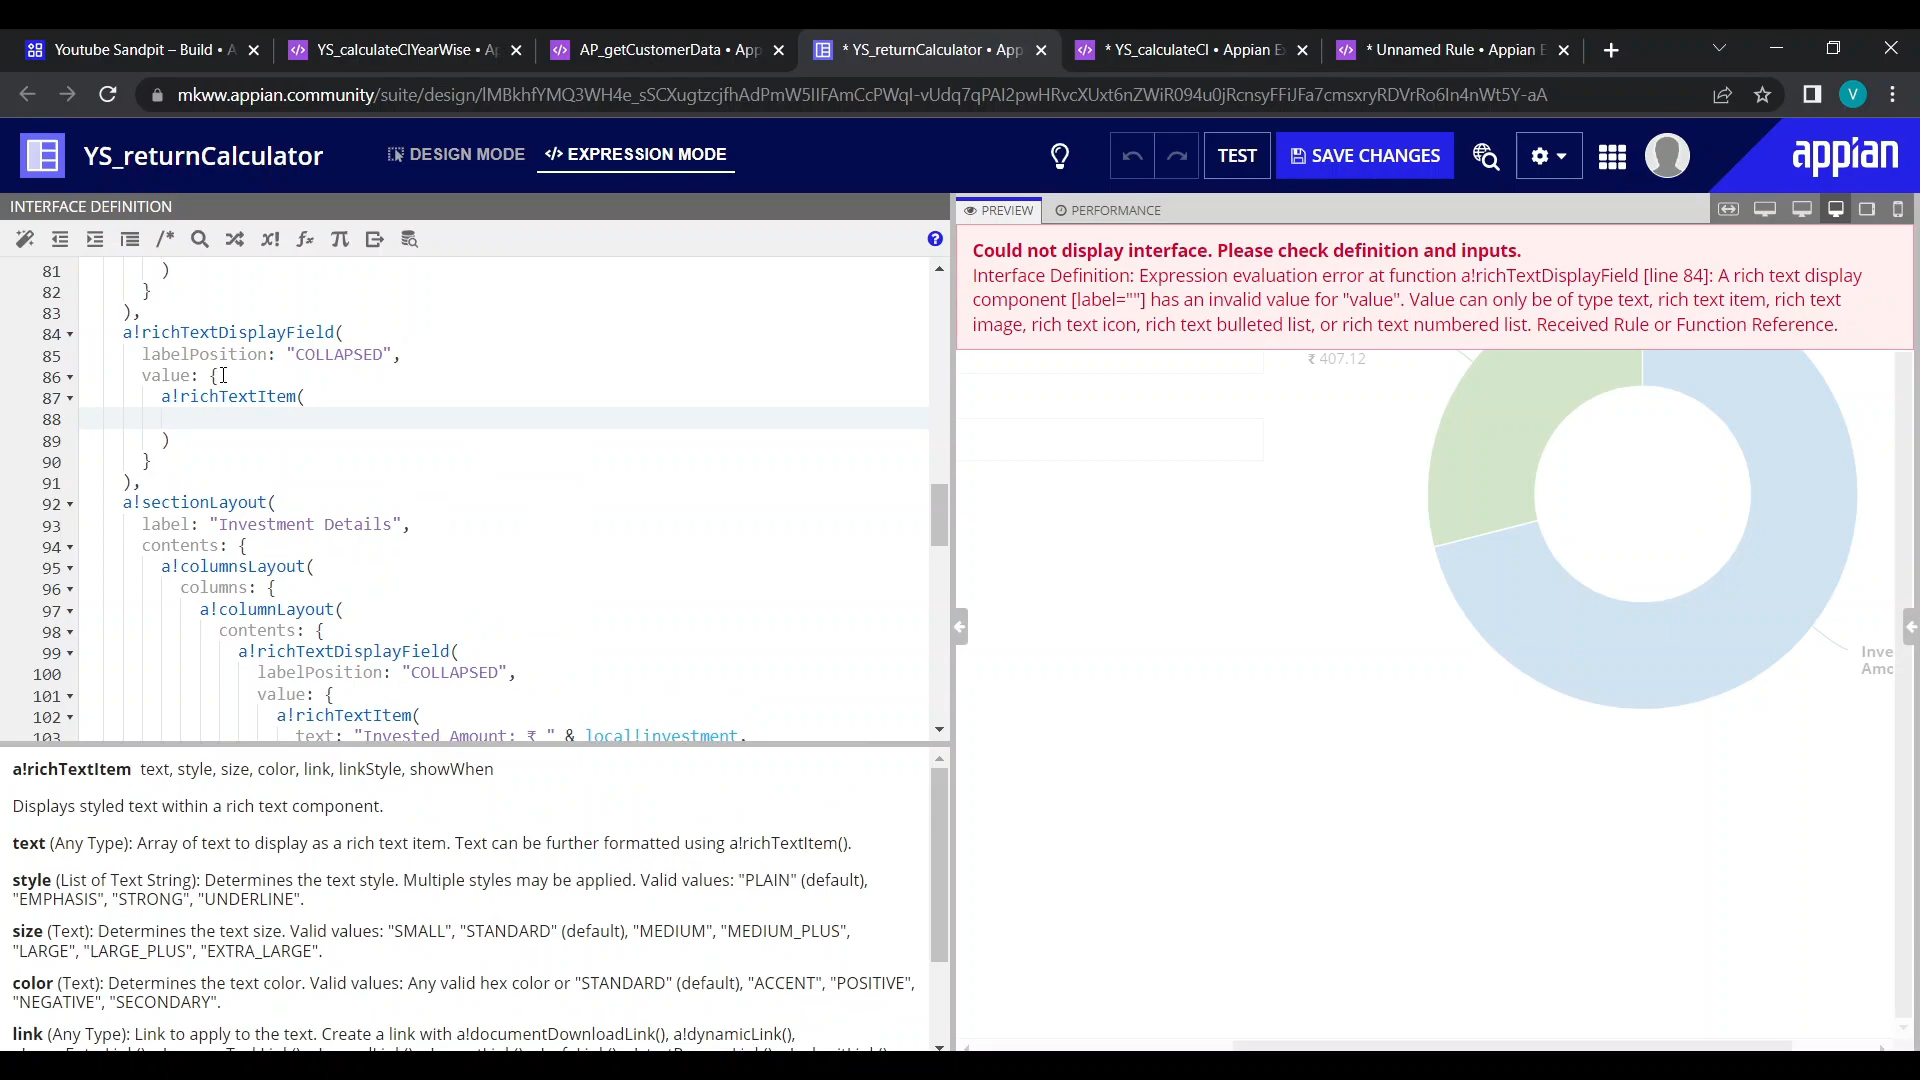 Youtube Sandpit – Build • A
YS_calculateCIYearWise • Ap
AP_getCustomerData • App
* YS_returnCalculator • App
* YS_calculateCI • Appian E
* Unnamed Rule • Appian E
V
YS_returnCalculator
DESIGN MODE
</> EXPRESSION MODE
TEST
SAVE CHANGES
appian
INTERFACE DEFINITION
PREVIEW
PERFORMANCE
Could not display interface. Please check definition and inputs.
Interface Definition: Expression evaluation error at function a!richTextDisplayField [line 84]: A rich text display
component [label=""] has an invalid value for "value". Value can only be of type text, rich text item, rich text
image, rich text icon, rich text bulleted list, or rich text numbered list. Received Rule or Function Reference.
₹ 407.12
Inve
Amo
81 )
82 }
83 ),
84 a!richTextDisplayField(
85 labelPosition: "COLLAPSED",
86 value: {
87 a!richTextItem(
88
89 )
90 }
91 ),
92 a!sectionLayout(
93 label: "Investment Details",
94 contents: {
95 a!columnsLayout(
96 columns: {
97 a!columnLayout(
98 contents: {
99 a!richTextDisplayField(
100 labelPosition: "COLLAPSED",
101 value: {
102 a!richTextItem(
103 text: "Invested Amount: ₹ " & local!investment,
a!richTextItem text, style, size, color, link, linkStyle, showWhen
Displays styled text within a rich text component.
text (Any Type): Array of text to display as a rich text item. Text can be further formatted using a!richTextItem().
style (List of Text String): Determines the text style. Multiple styles may be applied. Valid values: "PLAIN" (default),
"EMPHASIS", "STRONG", "UNDERLINE".
size (Text): Determines the text size. Valid values: "SMALL", "STANDARD" (default), "MEDIUM", "MEDIUM_PLUS",
"LARGE", "LARGE_PLUS", "EXTRA_LARGE".
color (Text): Determines the text color. Valid values: Any valid hex color or "STANDARD" (default), "ACCENT", "POSITIVE",
"NEGATIVE", "SECONDARY".
link (Any Type): Link to apply to the text. Create a link with a!documentDownloadLink(), a!dynamicLink(),